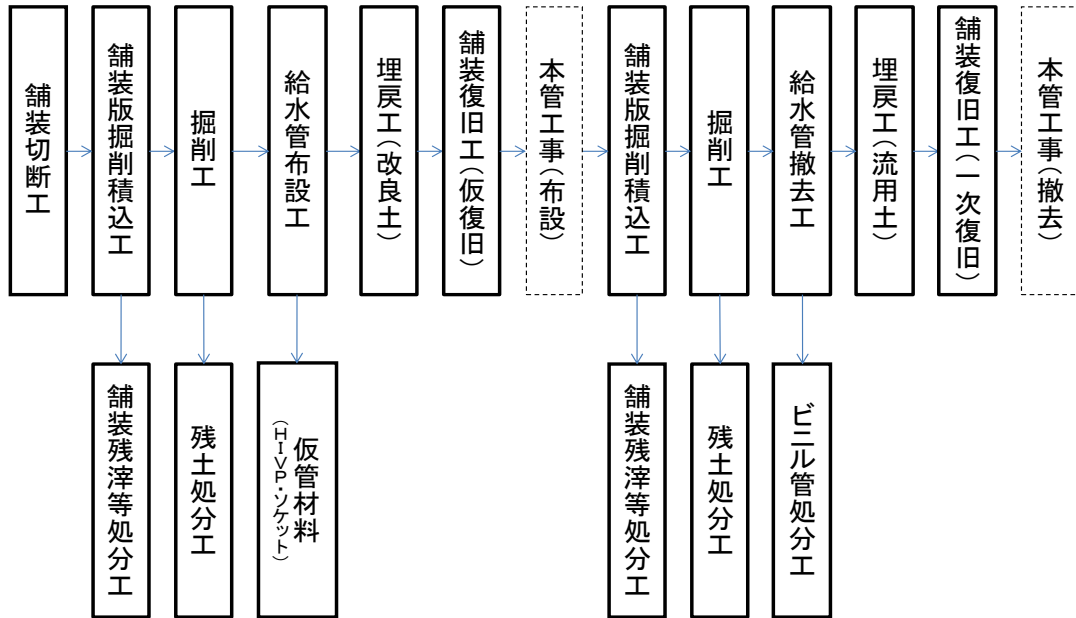 舗装切断工
舗装版掘削積込工
掘削工
給水管布設工
埋戻工(改良土)
舗装復旧工(仮復旧)
本管工事(布設)
舗装版掘削積込工
掘削工
給水管撤去工
埋戻工(流用土)
舗装復旧工(一次復旧)
本管工事(撤去)
舗装残滓等処分工
残土処分工
仮管材料
(HIVP・ソケット)
舗装残滓等処分工
残土処分工
ビニル管処分工